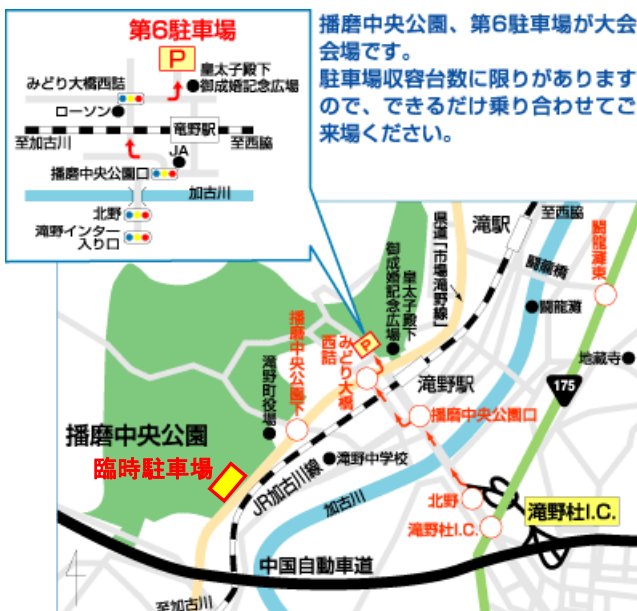 播磨中央公園、第6駐車場が大会
会場です。
駐車場収容台数に限りがあります
ので、できるだけ乗り合わせてご
来場ください。
第6駐車場
P
みどり大橋西詰
皇太子殿下
御成婚記念広場
ローソン
竜野駅
至加古川
至西脇
JA
播磨中央公園口
加古川
北野
滝野インター
入り口
至西脇
滝駅
県道「市場滝野線」
闘龍灘東
闘龍橋
闘龍灘
皇太子殿下
御成婚記念広場
P
みどり大橋
西詰
地蔵寺
175
播磨中央公園下
滝野町役場
滝野駅
播磨中央公園口
播磨中央公園
臨時駐車場
滝野中学校
JR加古川線
加古川
北野
滝野社I.C.
滝野社I.C.
中国自動車道
至加古川